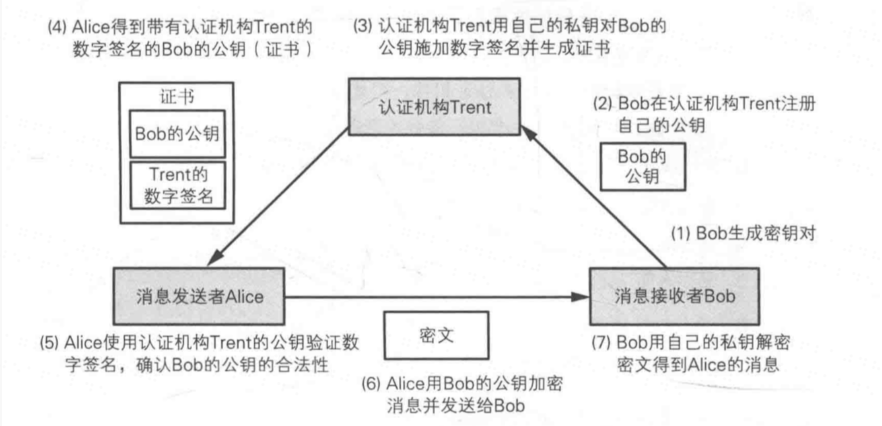 (4) Alice得到带有认证机构Trent的
数字签名的Bob的公钥（证书）
(3) 认证机构Trent用自己的私钥对Bob的
公钥施加数字签名并生成证书
证书
Bob的公钥
Trent的
数字签名
认证机构Trent
(2) Bob在认证机构Trent注册
自己的公钥
Bob的
公钥
(1) Bob生成密钥对
消息发送者Alice
消息接收者Bob
(5) Alice使用认证机构Trent的公钥验证数
字签名，确认Bob的公钥的合法性
密文
(6) Alice用Bob的公钥加密
消息并发送给Bob
(7) Bob用自己的私钥解密
密文得到Alice的消息